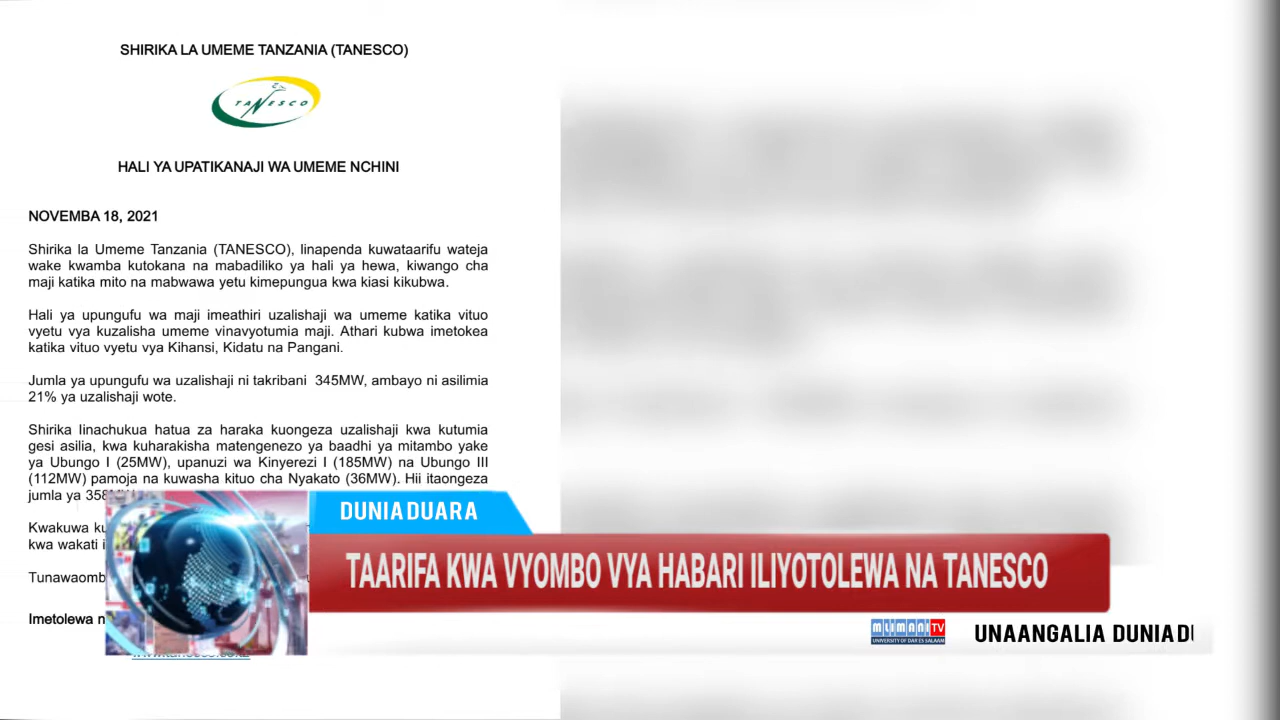 SHIRIKA LA UMEME TANZANIA (TANESCO)
TANESCO
HALI YA UPATIKANAJI WA UMEME NCHINI
NOVEMBA 18, 2021
Shirika la Umeme Tanzania (TANESCO), linapenda kuwataarifu wateja
wake kwamba kutokana na mabadiliko ya hali ya hewa, kiwango cha
maji katika mito na mabwawa yetu kimepungua kwa kiasi kikubwa.
Hali ya upungufu wa maji imeathiri uzalishaji wa umeme katika vituo
vyetu vya kuzalisha umeme vinavyotumia maji. Athari kubwa imetokea
katika vituo vyetu vya Kihansi, Kidatu na Pangani.
Jumla ya upungufu wa uzalishaji ni takribani 345MW, ambayo ni asilimia
21% ya uzalishaji wote.
Shirika linachukua hatua za haraka kuongeza uzalishaji kwa kutumia
gesi asilia, kwa kuharakisha matengenezo ya baadhi ya mitambo yake
ya Ubungo I (25MW), upanuzi wa Kinyerezi I (185MW) na Ubungo III
(112MW) pamoja na kuwasha kituo cha Nyakato (36MW). Hii itaongeza
jumla ya 358MW
Kwakuwa
kwa wakati
Imetolewa
DUNIA DUARA
TAARIFA KWA VYOMBO VYA HABARI ILIYOTOLEWA NA TANESCO
MLIMANI TV
UNIVERSITY OF DAR ES SALAAM
UNAANGALIA DUNIA